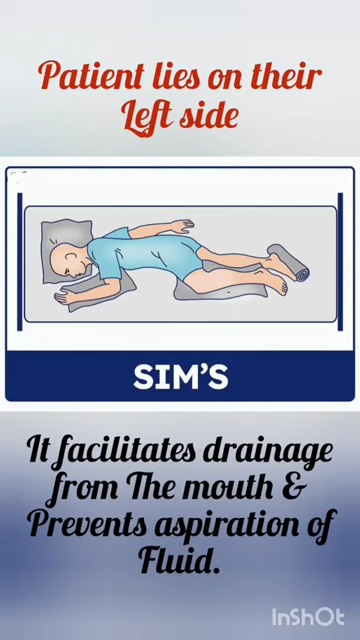 Patient lies on their
Left side
SIM'S
It facilitates drainage
from The mouth &
Prevents aspiration of
Fluid.
InShOt